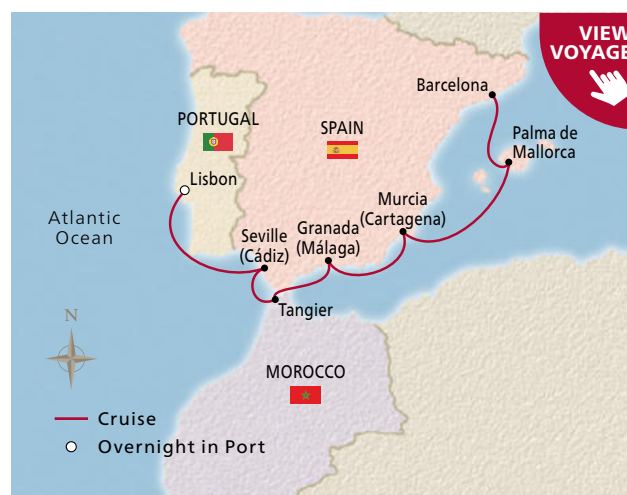 VIEW
VOYAGE
Barcelona
PORTUGAL
SPAIN
Palma de
Mallorca
Lisbon
Murcia
(Cartagena)
Atlantic
Ocean
Granada
(Málaga)
Seville
(Cádiz)
Tangier
N
MOROCCO
Cruise
Overnight in Port